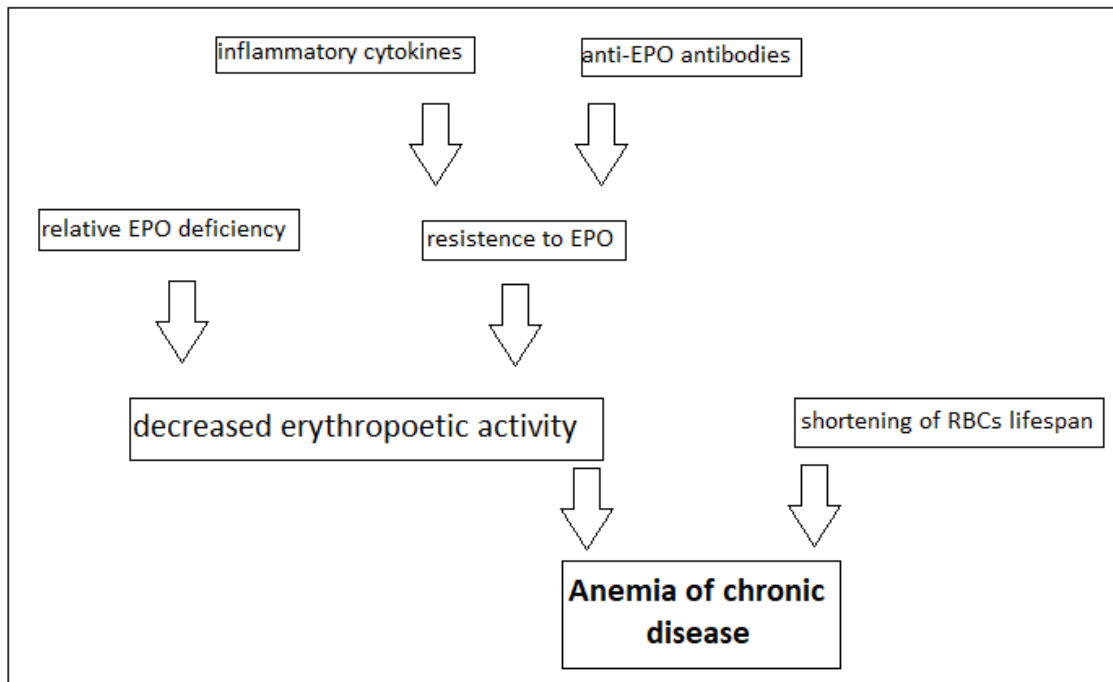 inflammatory cytokines
anti-EPO antibodies
relative EPO deficiency
resistence to EPO
decreased erythropoetic activity
shortening of RBCs lifespan
Anemia of chronic
disease